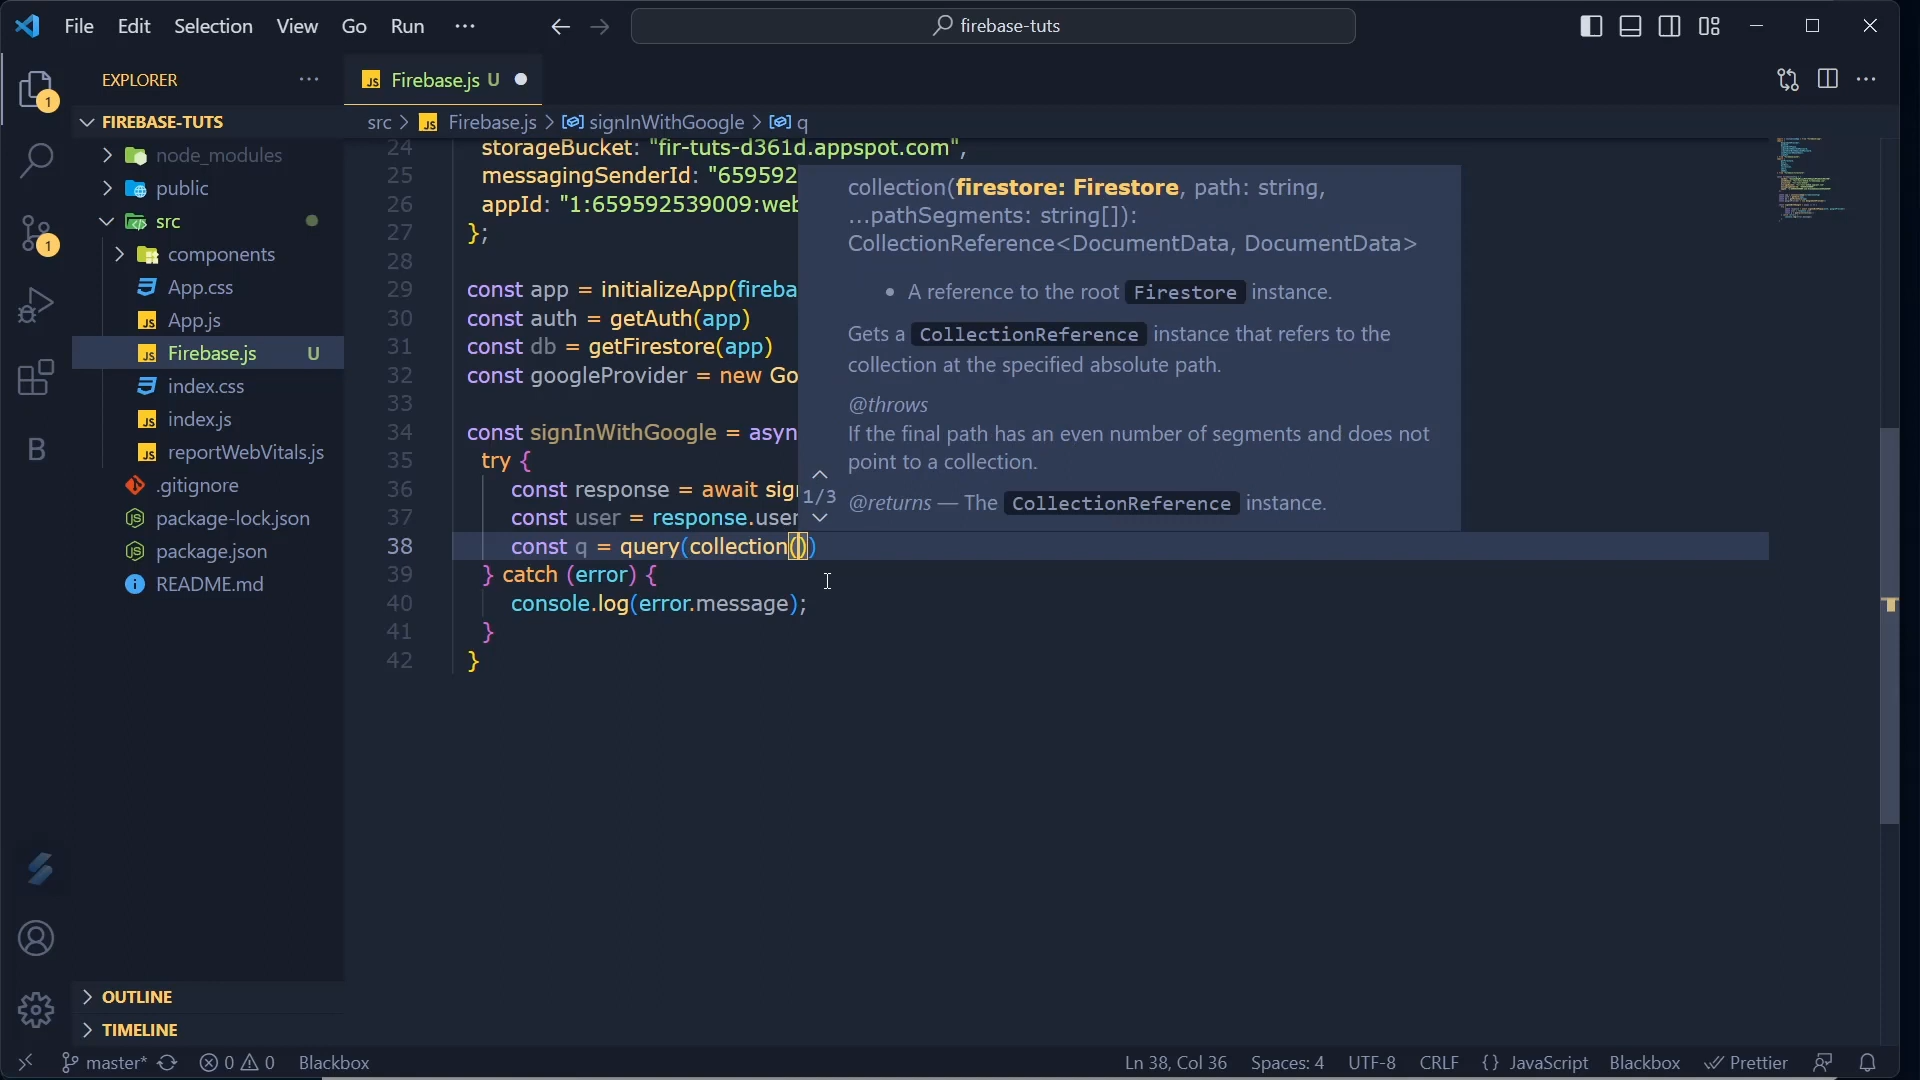 File Edit Selection View Go Run ···
firebase-tuts
EXPLORER ···
JS Firebase.js U
1
FIREBASE-TUTS
src > JS Firebase.js > signInWithGoogle > q
node_modules
public
src
components
App.css
JS App.js
JS Firebase.js U
index.css
JS index.js
JS reportWebVitals.js
.gitignore
package-lock.json
package.json
README.md
1
B
OUTLINE
TIMELINE
24 storageBucket: "fir-tuts-d361d.appspot.com",
25 messagingSenderId: "659592
26 appId: "1:659592539009:web
27 };
28
29 const app = initializeApp(fireba
30 const auth = getAuth(app)
31 const db = getFirestore(app)
32 const googleProvider = new Go
33
34 const signInWithGoogle = asyn
35 try {
36 const response = await sig
37 const user = response.user
38 const q = query(collection())
39 } catch (error) {
40 console.log(error.message);
41 }
42 }
collection(firestore: Firestore, path: string,
...pathSegments: string[]):
CollectionReference<DocumentData, DocumentData>
• A reference to the root Firestore instance.
Gets a CollectionReference instance that refers to the
collection at the specified absolute path.
@throws
If the final path has an even number of segments and does not
point to a collection.
1/3
@returns — The CollectionReference instance.
master* 0 0 Blackbox
Ln 38, Col 36 Spaces: 4 UTF-8 CRLF {} JavaScript Blackbox Prettier